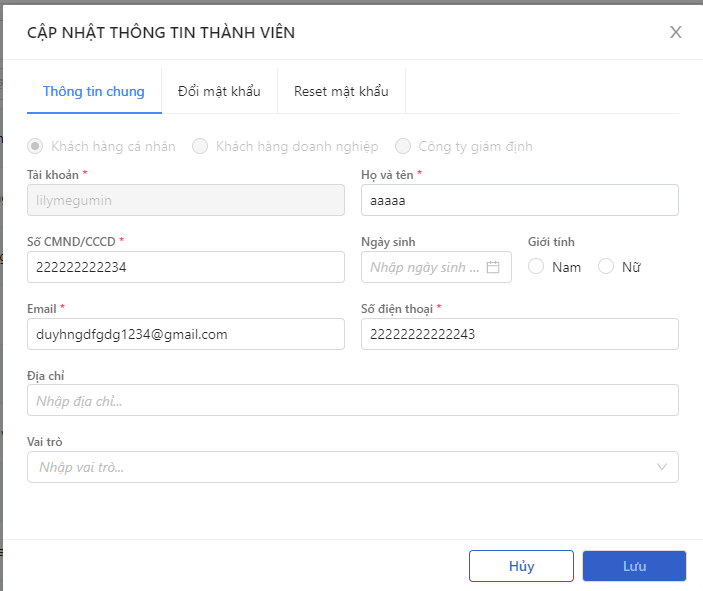 CẬP NHẬT THÔNG TIN THÀNH VIÊN
Thông tin chung Đổi mật khẩu Reset mật khẩu
Khách hàng cá nhân Khách hàng doanh nghiệp Công ty giám định
Tài khoản * Họ và tên *
lilymegumin aaaaa
Số CMND/CCCD * Ngày sinh Giới tính
222222222234 Nhập ngày sinh ... Nam Nữ
Email * Số điện thoại *
duyhngdfgdg1234@gmail.com 22222222222243
Địa chỉ
Nhập địa chỉ...
Vai trò
Nhập vai trò...
Hủy Lưu